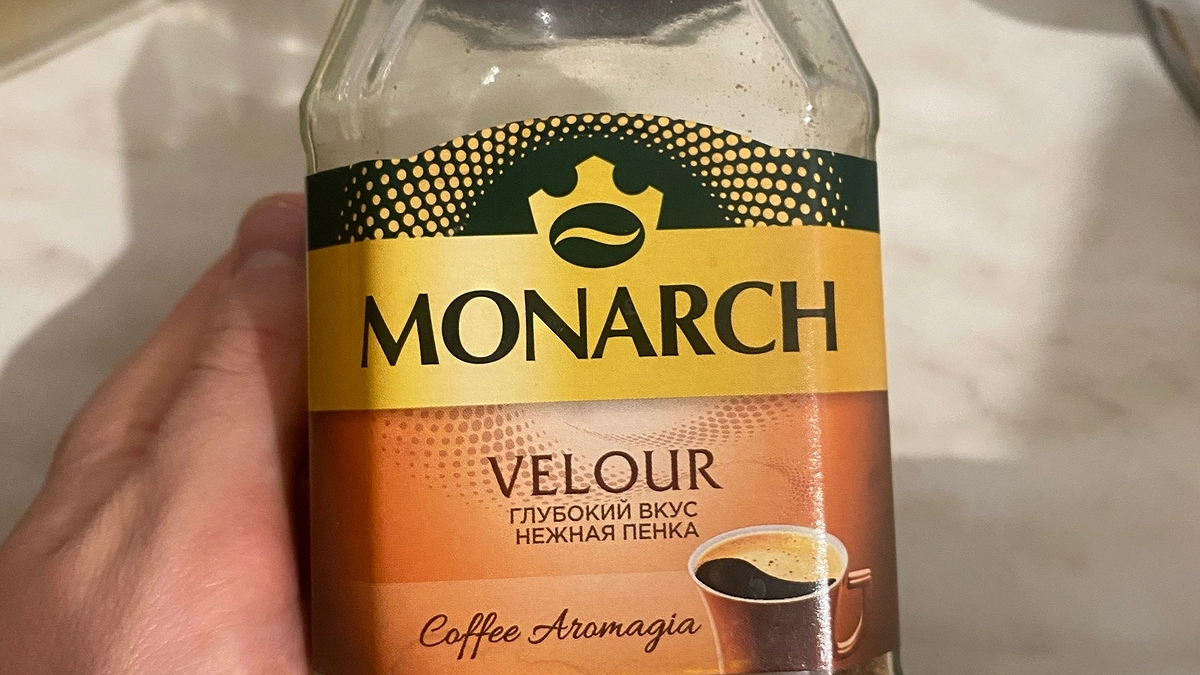 MONARCH
VELOUR
ГЛУБОКИЙ ВКУС
НЕЖНАЯ ПЕНКА
Coffee Aromagia